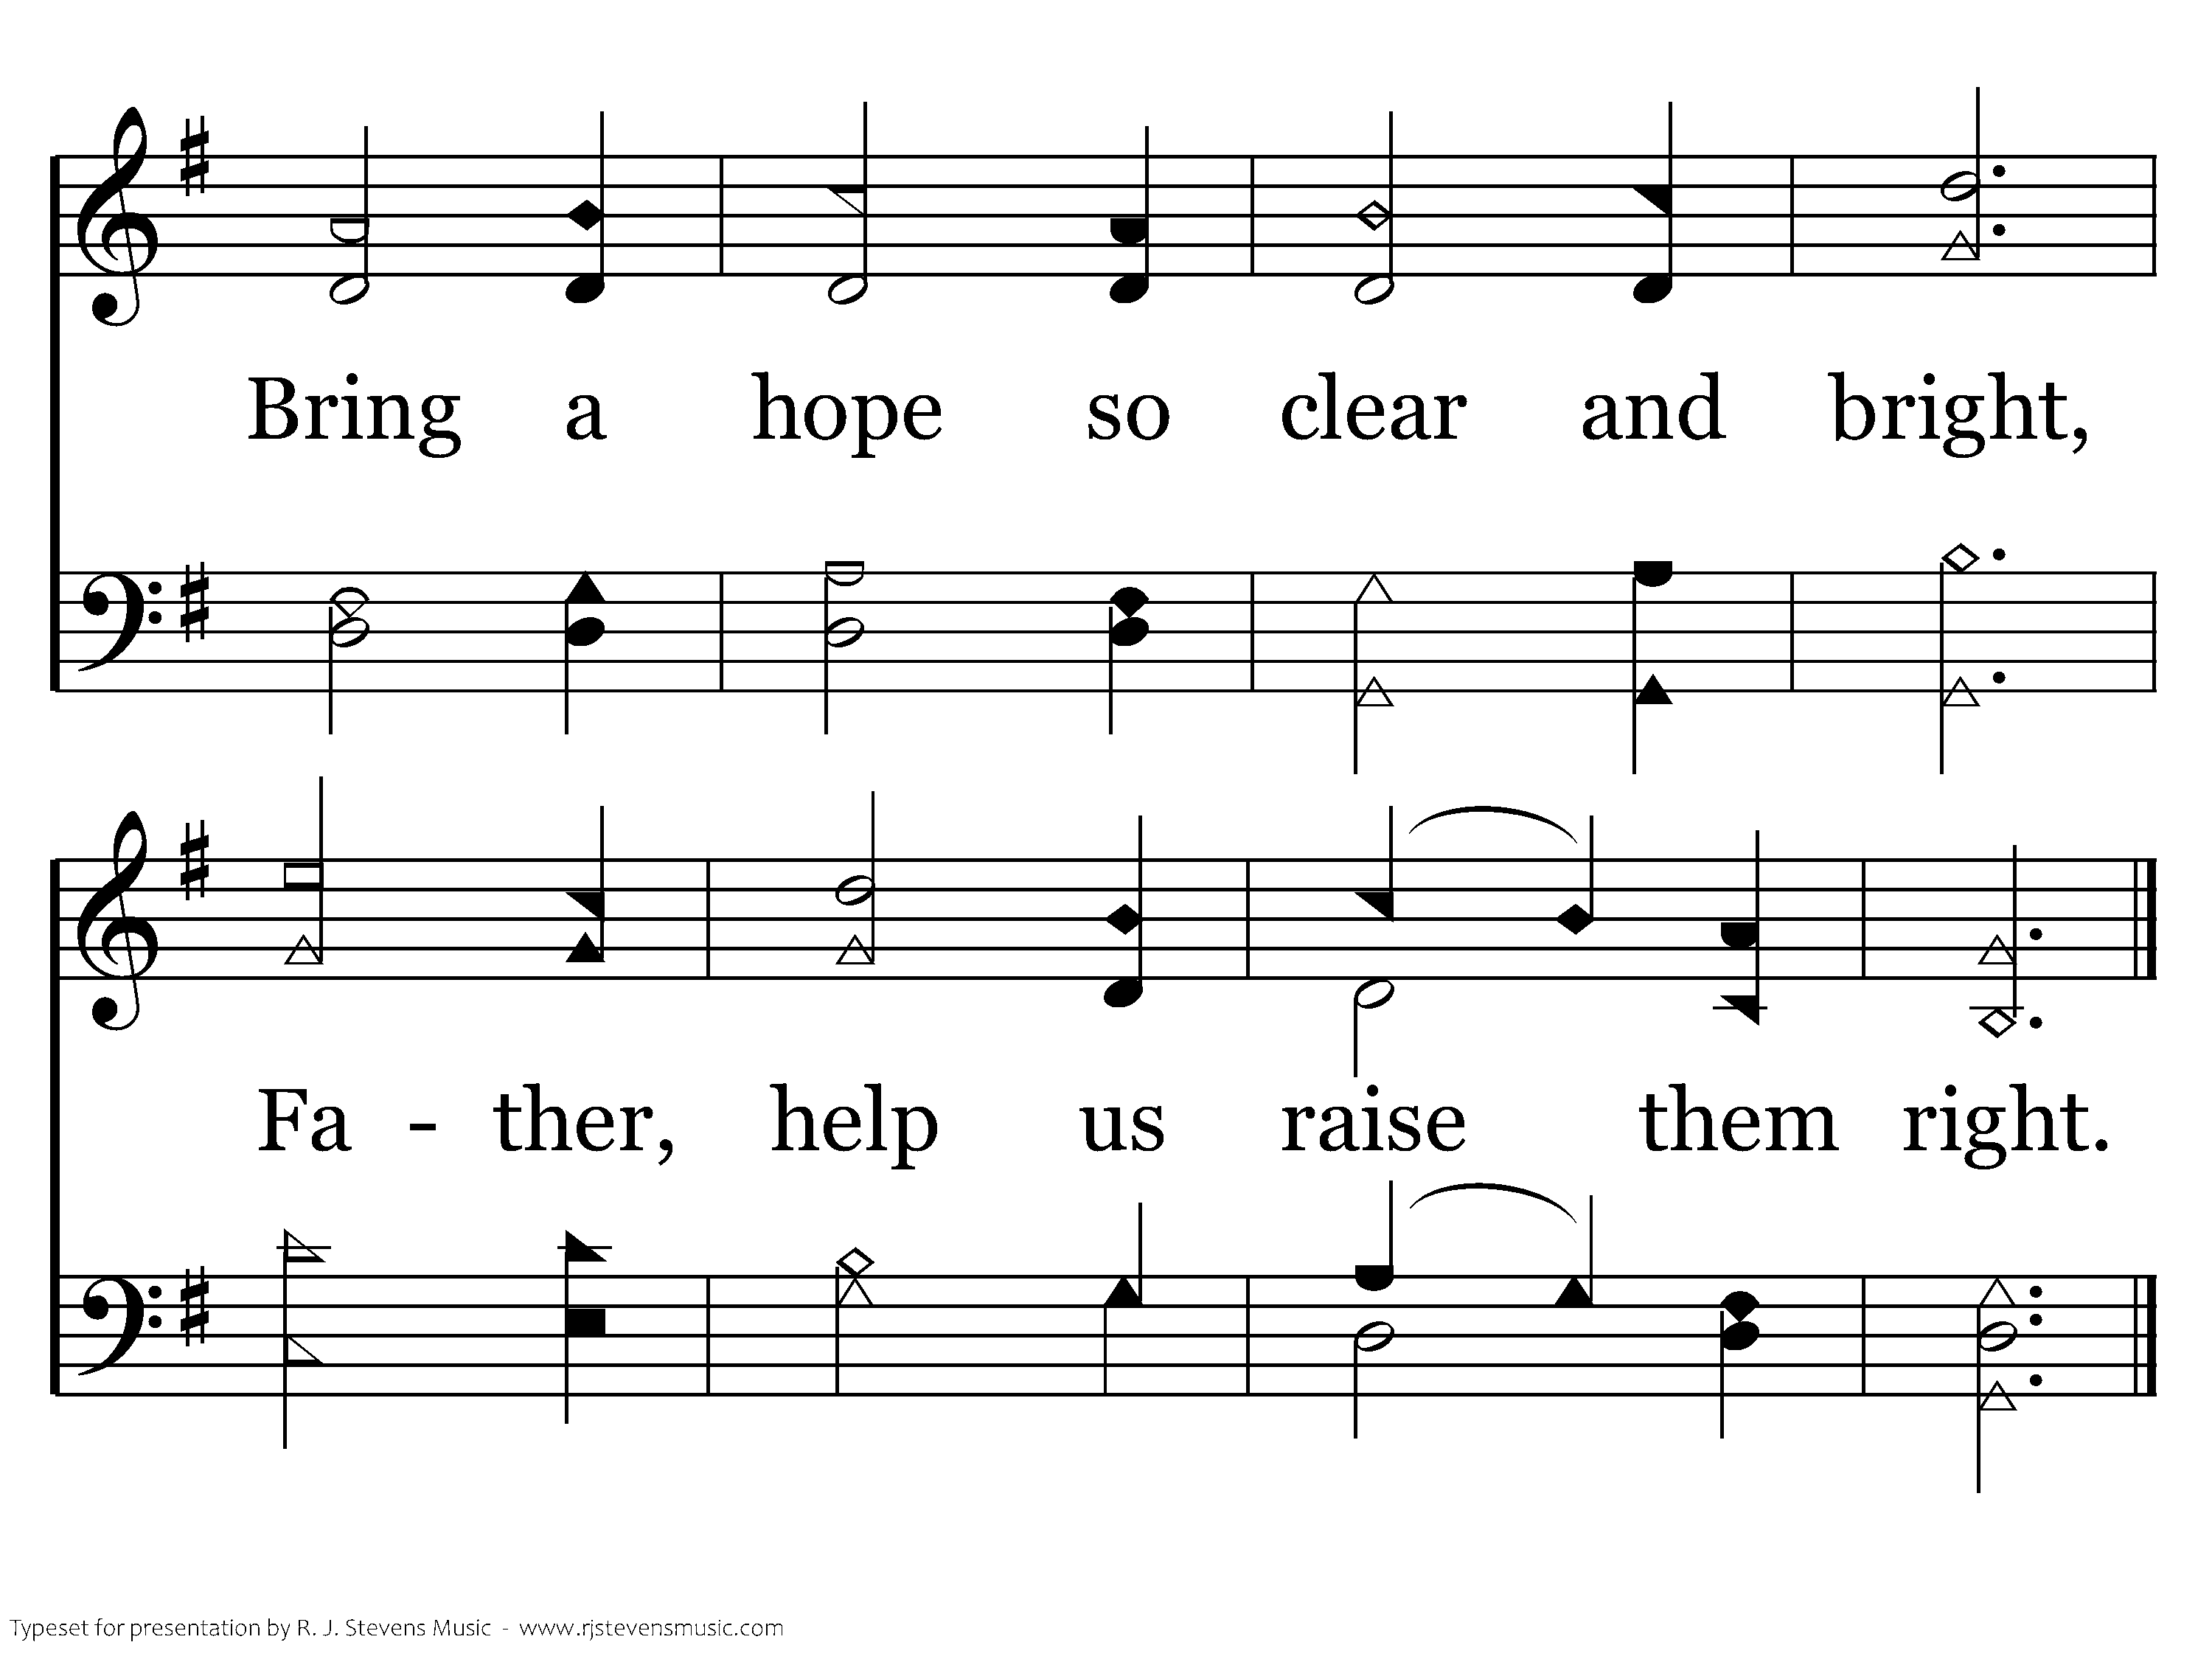 Bring a hope so clear and bright,
Fa - ther, help us raise them right.
Typeset for presentation by R. J. Stevens Music - www.rjstevensmusic.com